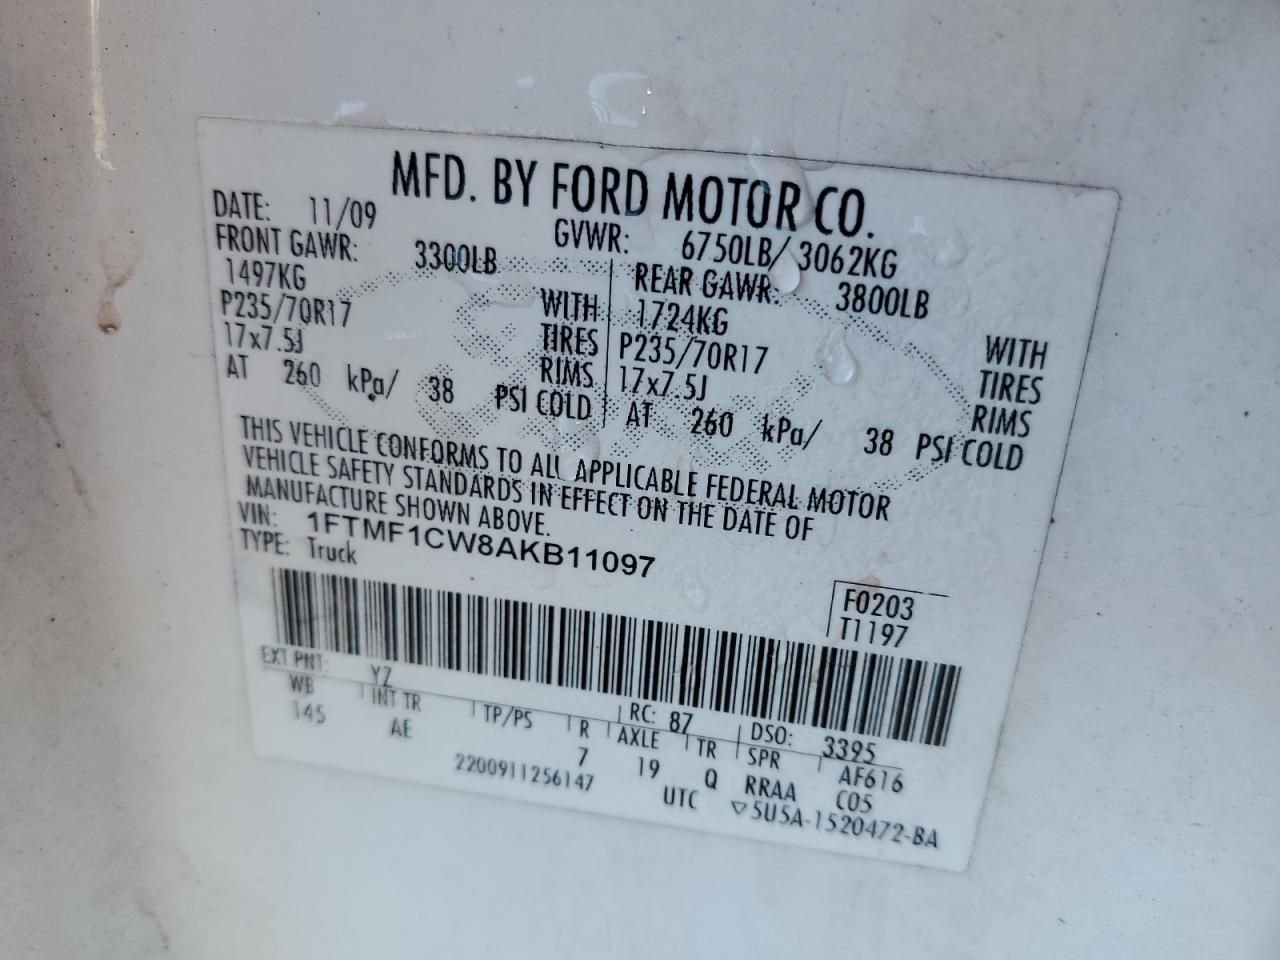 MFD. BY FORD MOTOR CO.
DATE: 11/09 GVWR: 6750LB/ 3062KG
FRONT GAWR: 3300LB REAR GAWR: 3800LB
1497KG WITH 1724KG WITH
P235/70R17 TIRES P235/70R17 TIRES
17x7.5J RIMS 17x7.5J RIMS
AT 260 kPa/ 38 PSI COLD AT 260 kPa/ 38 PSI COLD
THIS VEHICLE CONFORMS TO ALL APPLICABLE FEDERAL MOTOR
VEHICLE SAFETY STANDARDS IN EFFECT ON THE DATE OF
MANUFACTURE SHOWN ABOVE.
VIN: 1FTMF1CW8AKB11097
TYPE: Truck
F0203
T1197
EXT PNT: YZ RC: 87 DSO: 3395
WB INT TR TP/PS R AXLE TR SPR AF616
145 AE 7 19 Q RRAA C05
2200911256147 UTC ▽5U5A-1520472-BA